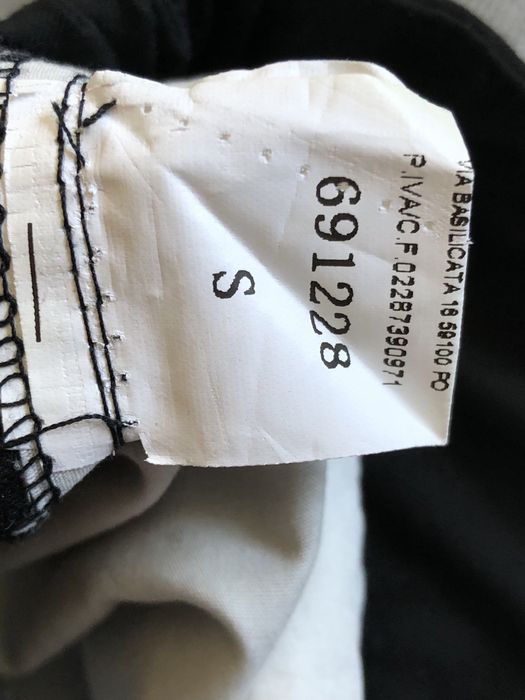 VIA BASILICATA 16 59100 PO
P.IVA/C.F.02287390971
691228
S